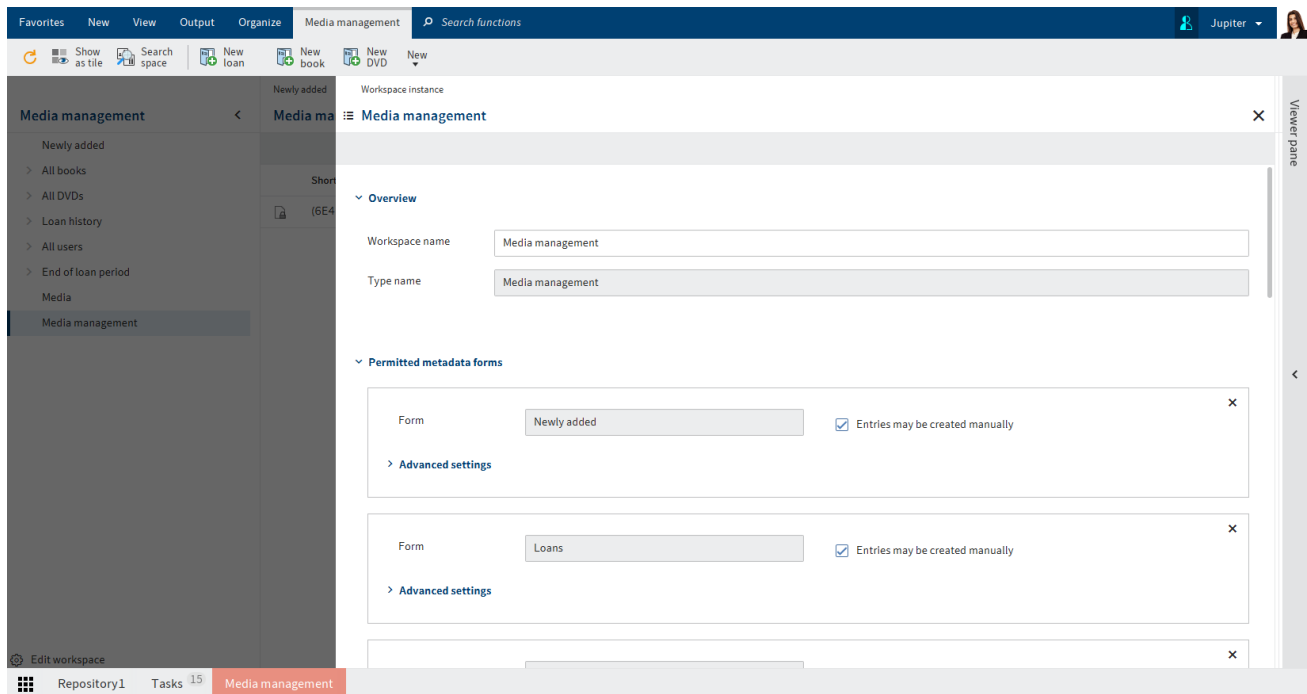 Favorites New View Output Organize Media management Search functions Jupiter
Show as tile Search space New loan New book New DVD New
Newly added Workspace instance
Media management Media ma Media management
Viewer pane
Newly added
All books
Short
All DVDs
Overview
(6E4
Loan history
Workspace name Media management
All users
End of loan period
Type name Media management
Media
Media management
Permitted metadata forms
Form Newly added Entries may be created manually
Advanced settings
Form Loans Entries may be created manually
Advanced settings
Edit workspace
Repository1 Tasks 15 Media management